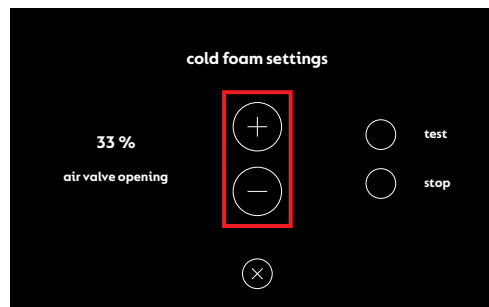 cold foam settings
33 %
air valve opening
test
stop